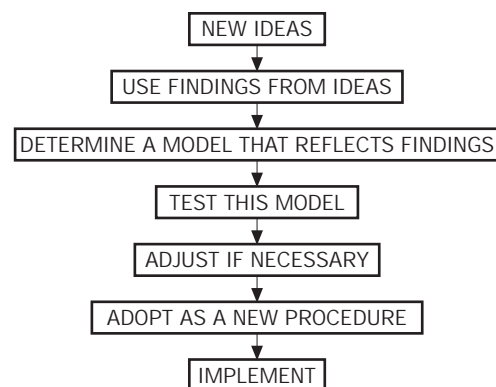 NEW IDEAS
USE FINDINGS FROM IDEAS
DETERMINE A MODEL THAT REFLECTS FINDINGS
TEST THIS MODEL
ADJUST IF NECESSARY
ADOPT AS A NEW PROCEDURE
IMPLEMENT